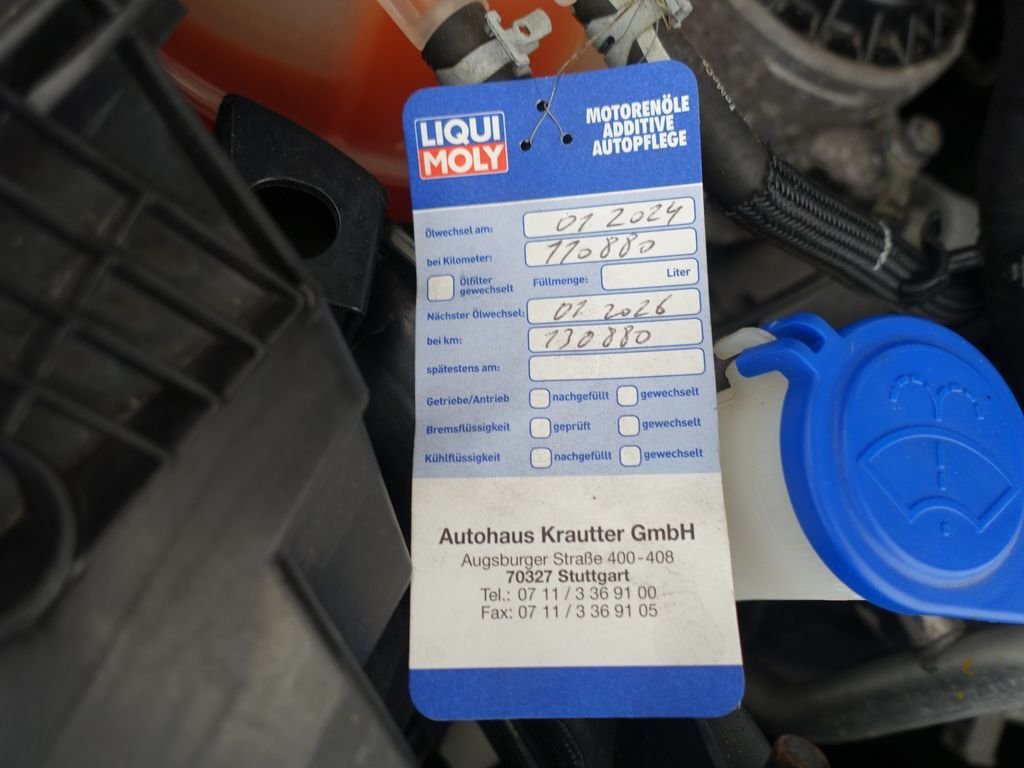 LIQUI
MOLY
MOTORENÖLE
ADDITIVE
AUTOPFLEGE
Ölwechsel am: 01 2024
bei Kilometer: 110880
Ölfilter
gewechselt
Füllmenge: Liter
Nächster Ölwechsel: 01 2026
bei km: 130880
spätestens am:
Getriebe/Antrieb nachgefüllt gewechselt
Bremsflüssigkeit geprüft gewechselt
Kühlflüssigkeit nachgefüllt gewechselt
Autohaus Krautter GmbH
Augsburger Straße 400-408
70327 Stuttgart
Tel.: 07 11 / 3 36 91 00
Fax: 07 11 / 3 36 91 05